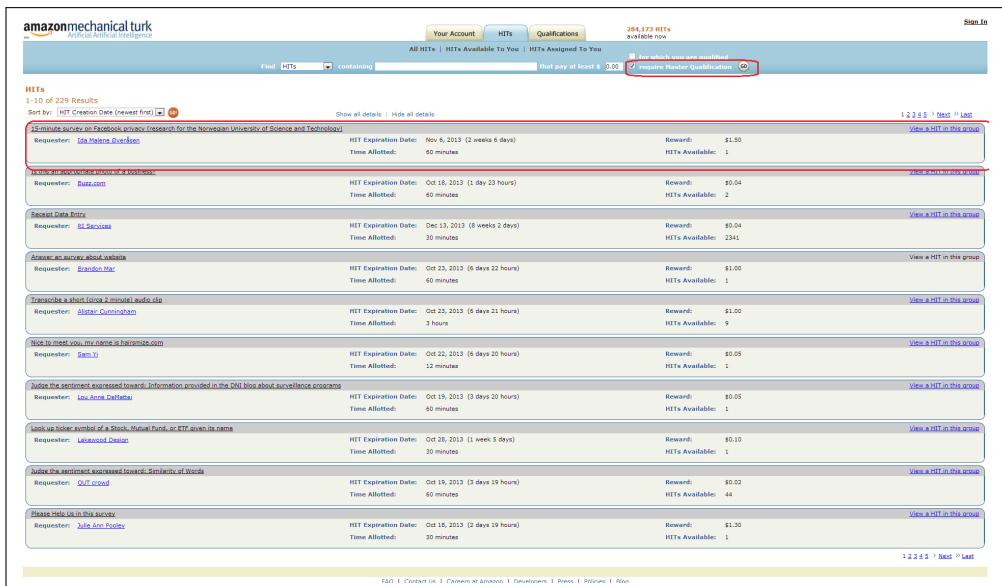 Sign In
amazonmechanical turk
Artificial Artificial Intelligence
Your Account HITs Qualifications
284,173 HITs
available now
All HITs | HITs Available To You | HITs Assigned To You
for which you are qualified
Find HITs containing that pay at least $ 0.00 require Master Qualification GO
HITs
1-10 of 229 Results
Sort by: HIT Creation Date (newest first) GO! Show all details | Hide all details 1 2 3 4 5 › Next » Last
15-minute survey on Facebook privacy (research for the Norwegian University of Science and Technology) View a HIT in this group
Requester: Ida Malene Øveråsen HIT Expiration Date: Nov 6, 2013 (2 weeks 6 days) Reward: $1.50
Time Allotted: 60 minutes HITs Available: 1
Is this an appropriate photo of a business? View a HIT in this group
Requester: Buzz.com HIT Expiration Date: Oct 18, 2013 (1 day 23 hours) Reward: $0.04
Time Allotted: 60 minutes HITs Available: 2
Receipt Data Entry View a HIT in this group
Requester: RI Services HIT Expiration Date: Dec 13, 2013 (8 weeks 2 days) Reward: $0.04
Time Allotted: 30 minutes HITs Available: 2341
Answer an survey about website View a HIT in this group
Requester: Brandon Mar HIT Expiration Date: Oct 23, 2013 (6 days 22 hours) Reward: $1.00
Time Allotted: 60 minutes HITs Available: 1
Transcribe a short (circa 2 minute) audio clip View a HIT in this group
Requester: Alistair Cunningham HIT Expiration Date: Oct 23, 2013 (6 days 21 hours) Reward: $1.00
Time Allotted: 3 hours HITs Available: 9
Nice to meet you, my name is hairsmize.com View a HIT in this group
Requester: Sam Yi HIT Expiration Date: Oct 22, 2013 (6 days 20 hours) Reward: $0.05
Time Allotted: 12 minutes HITs Available: 1
Judge the sentiment expressed toward: Information provided in the DNI blog about surveillance programs View a HIT in this group
Requester: Lou Anne DeMattei HIT Expiration Date: Oct 19, 2013 (3 days 20 hours) Reward: $0.05
Time Allotted: 60 minutes HITs Available: 1
Look up ticker symbol of a Stock, Mutual Fund, or ETF given its name View a HIT in this group
Requester: Lakewood Design HIT Expiration Date: Oct 28, 2013 (1 week 5 days) Reward: $0.10
Time Allotted: 30 minutes HITs Available: 1
Judge the sentiment expressed toward: Similarity of Words View a HIT in this group
Requester: OUT crowd HIT Expiration Date: Oct 19, 2013 (3 days 19 hours) Reward: $0.02
Time Allotted: 60 minutes HITs Available: 44
Please Help Us in this survey View a HIT in this group
Requester: Julie Ann Pooley HIT Expiration Date: Oct 18, 2013 (2 days 19 hours) Reward: $1.30
Time Allotted: 30 minutes HITs Available: 1
1 2 3 4 5 › Next » Last
FAQ | Contact Us | Careers at Amazon | Developers | Press | Policies | Blog